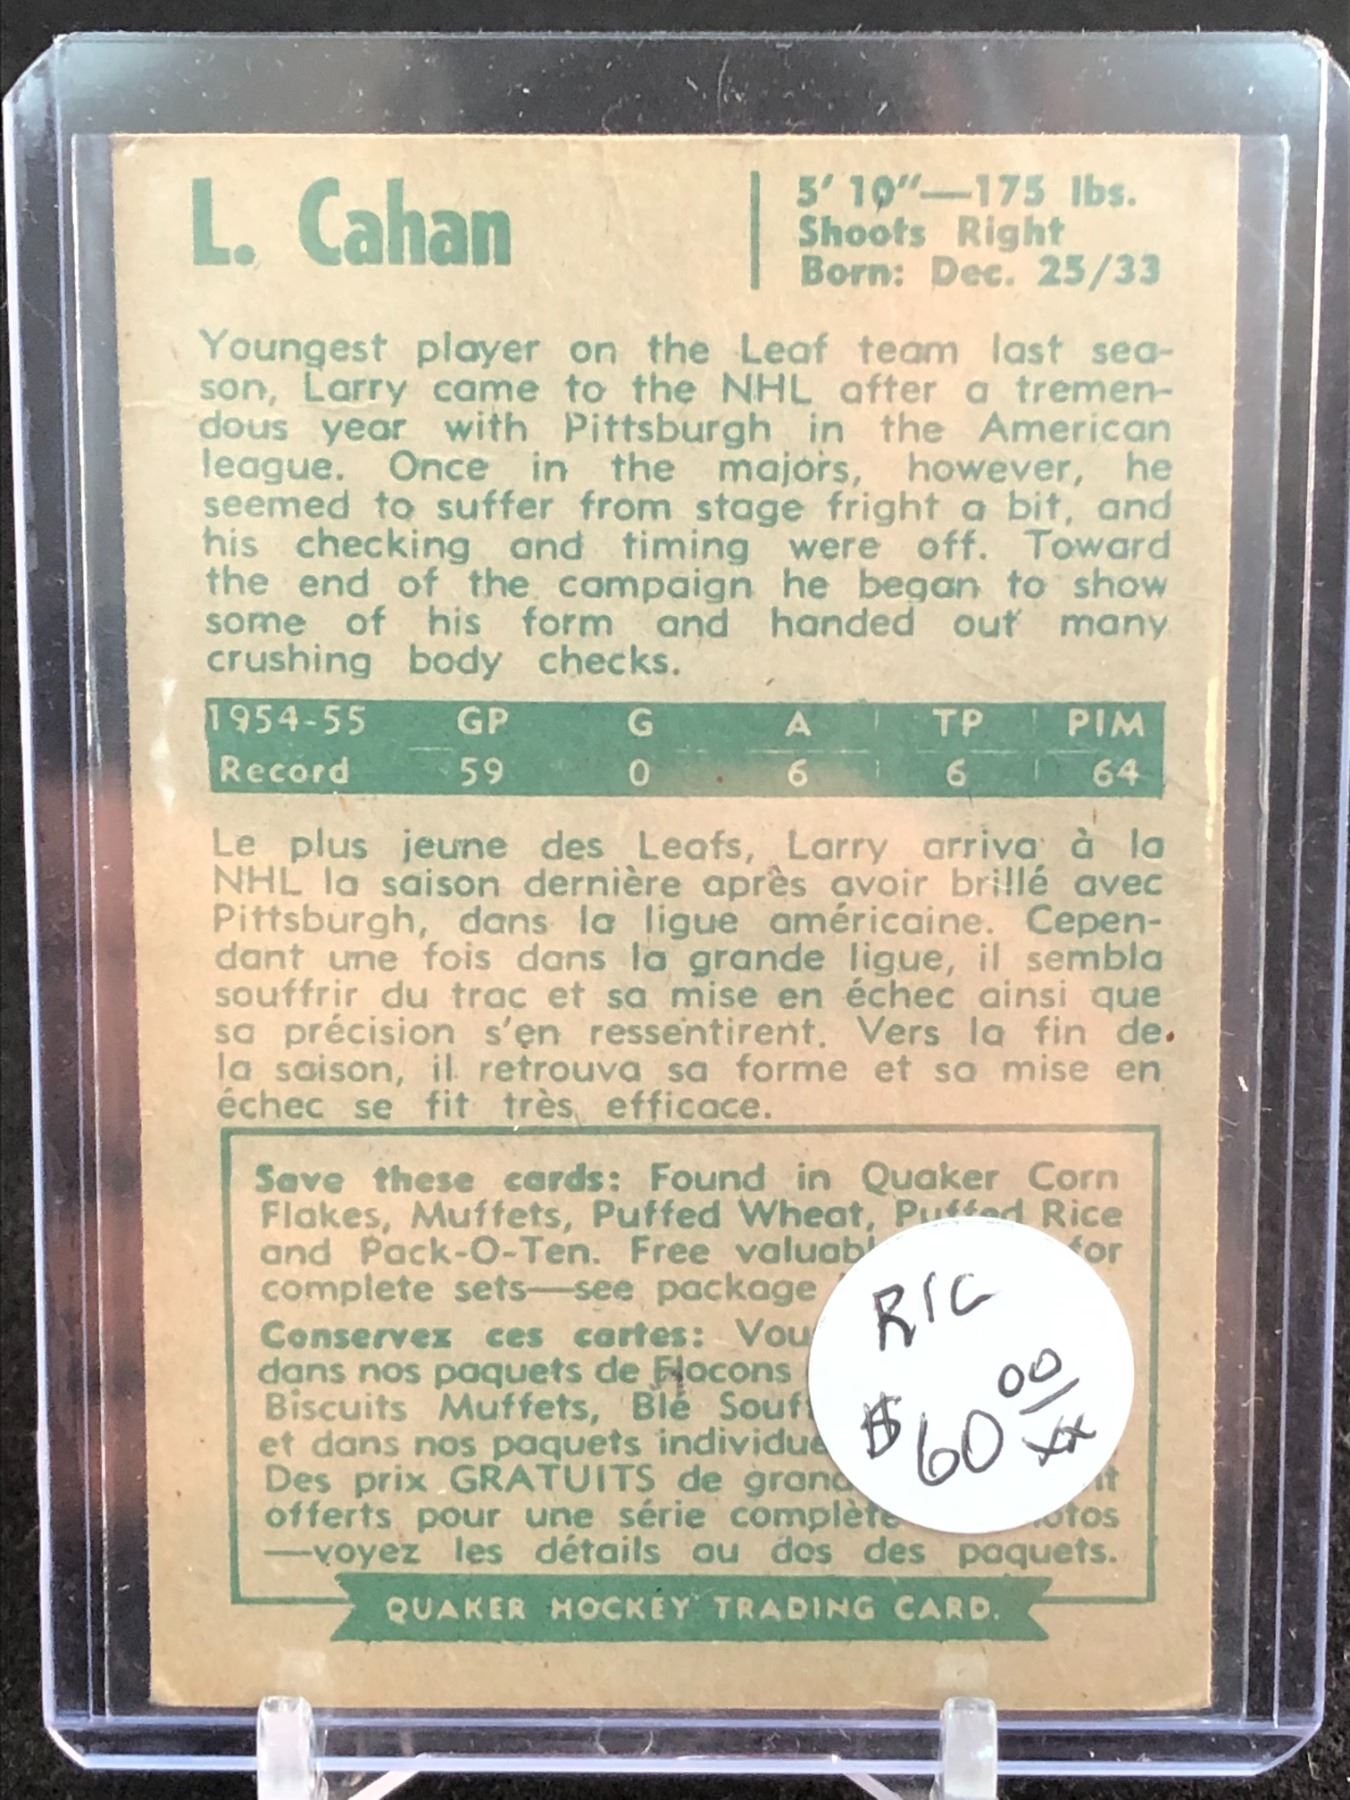 L. Cahan
5' 10"—175 lbs.
Shoots Right
Born: Dec. 25/33
Youngest player on the Leaf team last sea-
son, Larry came to the NHL after a tremen-
dous year with Pittsburgh in the American
league. Once in the majors, however, he
seemed to suffer from stage fright a bit, and
his checking and timing were off. Toward
the end of the campaign he began to show
some of his form and handed out many
crushing body checks.
1954-55 GP G A TP PIM
Record 59 0 6 6 64
Le plus jeune des Leafs, Larry arriva à la
NHL la saison dernière après avoir brillé avec
Pittsburgh, dans la ligue américaine. Cepen-
dant une fois dans la grande ligue, il sembla
souffrir du trac et sa mise en échec ainsi que
sa précision s'en ressentirent. Vers la fin de
la saison, il retrouva sa forme et sa mise en
échec se fit très efficace.
Save these cards: Found in Quaker Corn
Flakes, Muffets, Puffed Wheat, Puffed Rice
and Pack-O-Ten. Free for
complete sets—see package
Conservez ces cartes:
dans nos paquets de Flocons
Biscuits Muffets, Blé
et dans nos paquets
Des prix GRATUITS de
offerts pour une série complète
—voyez les détails au dos des paquets.
QUAKER HOCKEY TRADING CARD.
R/C
$60 00/xx